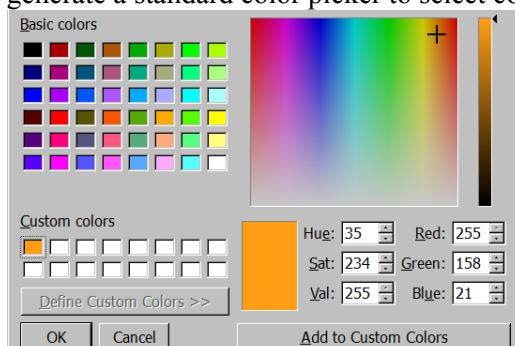 generate a standard color picker to select co
Basic colors
Custom colors
Hue: 35 Red: 255
Sat: 234 Green: 158
Val: 255 Blue: 21
Define Custom Colors >>
OK Cancel Add to Custom Colors